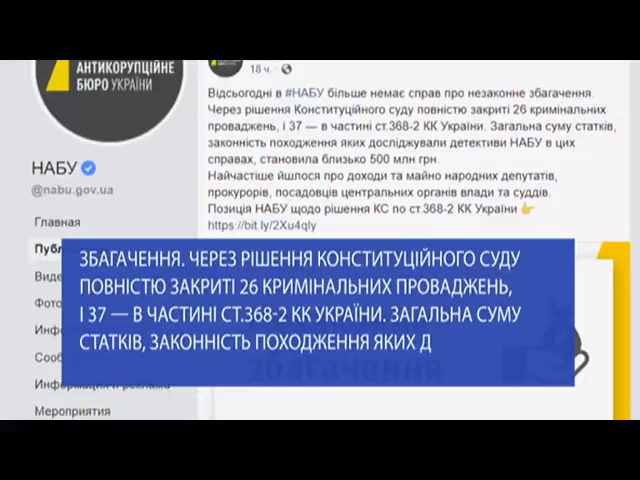 АНТИКОРУПЦІЙНЕ
БЮРО УКРАЇНИ
НАБУ
@nabu.gov.ua
Главная
Публ
Виде
Фото
Инфо
Сооб
Информация и реклама
Мероприятия
18 ч. ·
Відсьогодні в #НАБУ більше немає справ про незаконне збагачення.
Через рішення Конституційного суду повністю закриті 26 кримінальних
проваджень, і 37 — в частині ст.368-2 КК України. Загальна суму статків,
законність походження яких досліджували детективи НАБУ в цих
справах, становила близько 500 млн грн.
Найчастіше йшлося про доходи та майно народних депутатів,
прокурорів, посадовців центральних органів влади та суддів.
Позиція НАБУ щодо рішення КС по ст.368-2 КК України 👉
https://bit.ly/2Xu4qly
ЗБАГАЧЕННЯ. ЧЕРЕЗ РІШЕННЯ КОНСТИТУЦІЙНОГО СУДУ
ПОВНІСТЮ ЗАКРИТІ 26 КРИМІНАЛЬНИХ ПРОВАДЖЕНЬ,
І 37 — В ЧАСТИНІ СТ.368-2 КК УКРАЇНИ. ЗАГАЛЬНА СУМУ
СТАТКІВ, ЗАКОННІСТЬ ПОХОДЖЕННЯ ЯКИХ Д
збагачення